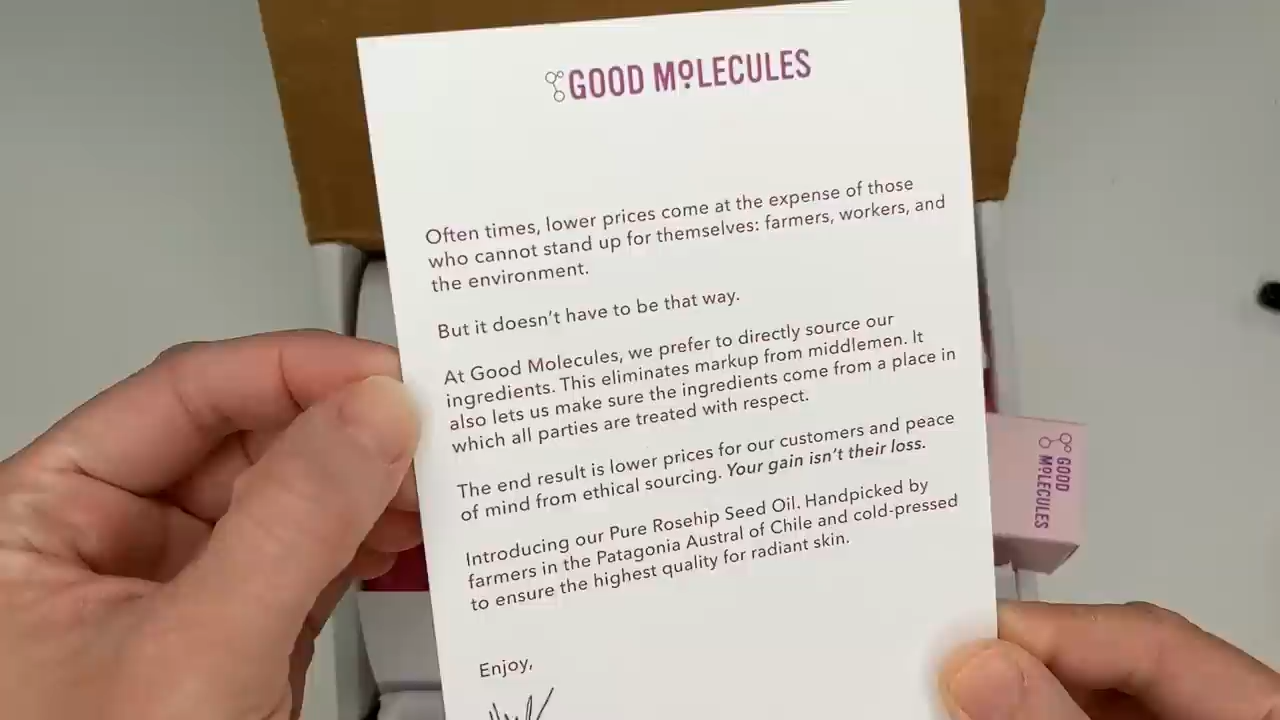 GOOD MOLECULES
Often times, lower prices come at the expense of those
who cannot stand up for themselves: farmers, workers, and
the environment.
But it doesn't have to be that way.
At Good Molecules, we prefer to directly source our
ingredients. This eliminates markup from middlemen. It
also lets us make sure the ingredients come from a place in
which all parties are treated with respect.
The end result is lower prices for our customers and peace
of mind from ethical sourcing. Your gain isn't their loss.
Introducing our Pure Rosehip Seed Oil. Handpicked by
farmers in the Patagonia Austral of Chile and cold-pressed
to ensure the highest quality for radiant skin.
Enjoy,
GOOD
MOLECULES